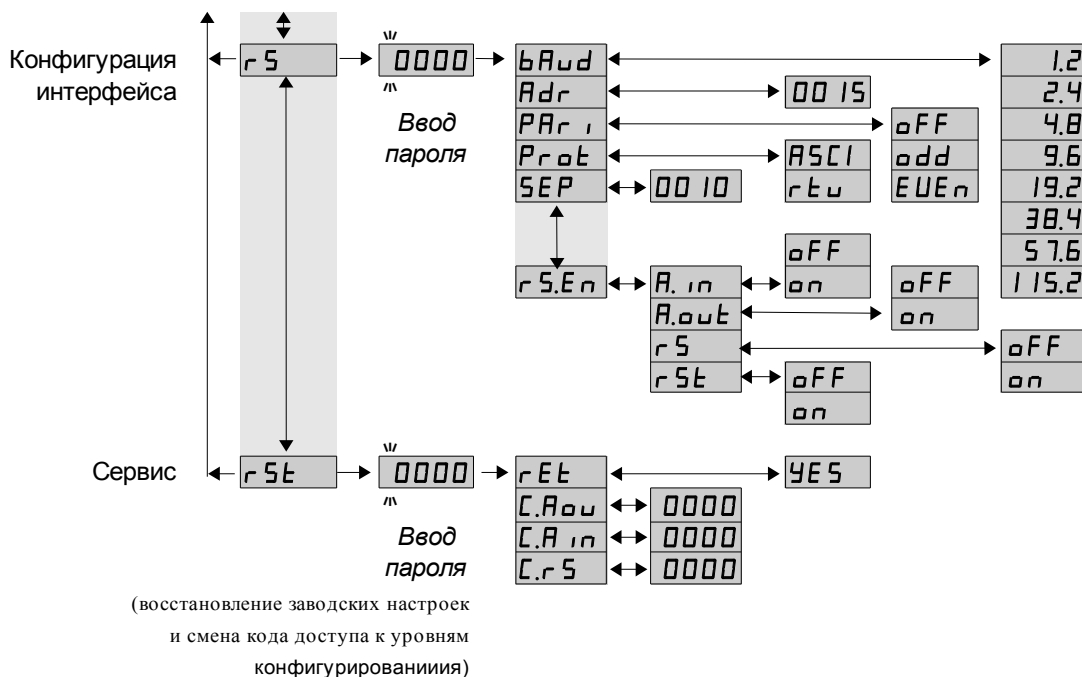 Конфигурация
интерфейса
rS
0000
Ввод
пароля
bAud
Adr
PAri
Prot
SEP
0015
ASCI
rtu
0010
oFF
odd
EVEn
1.2
2.4
4.8
9.6
19.2
38.4
57.6
115.2
rS.En
A.in
A.out
rS
rSt
oFF
on
oFF
on
oFF
on
oFF
on
Сервис
rSt
0000
Ввод
пароля
rEt
C.Aou
C.Ain
C.rS
YES
0000
0000
0000
(восстановление заводских настроек
и смена кода доступа к уровням
конфигурированииия)